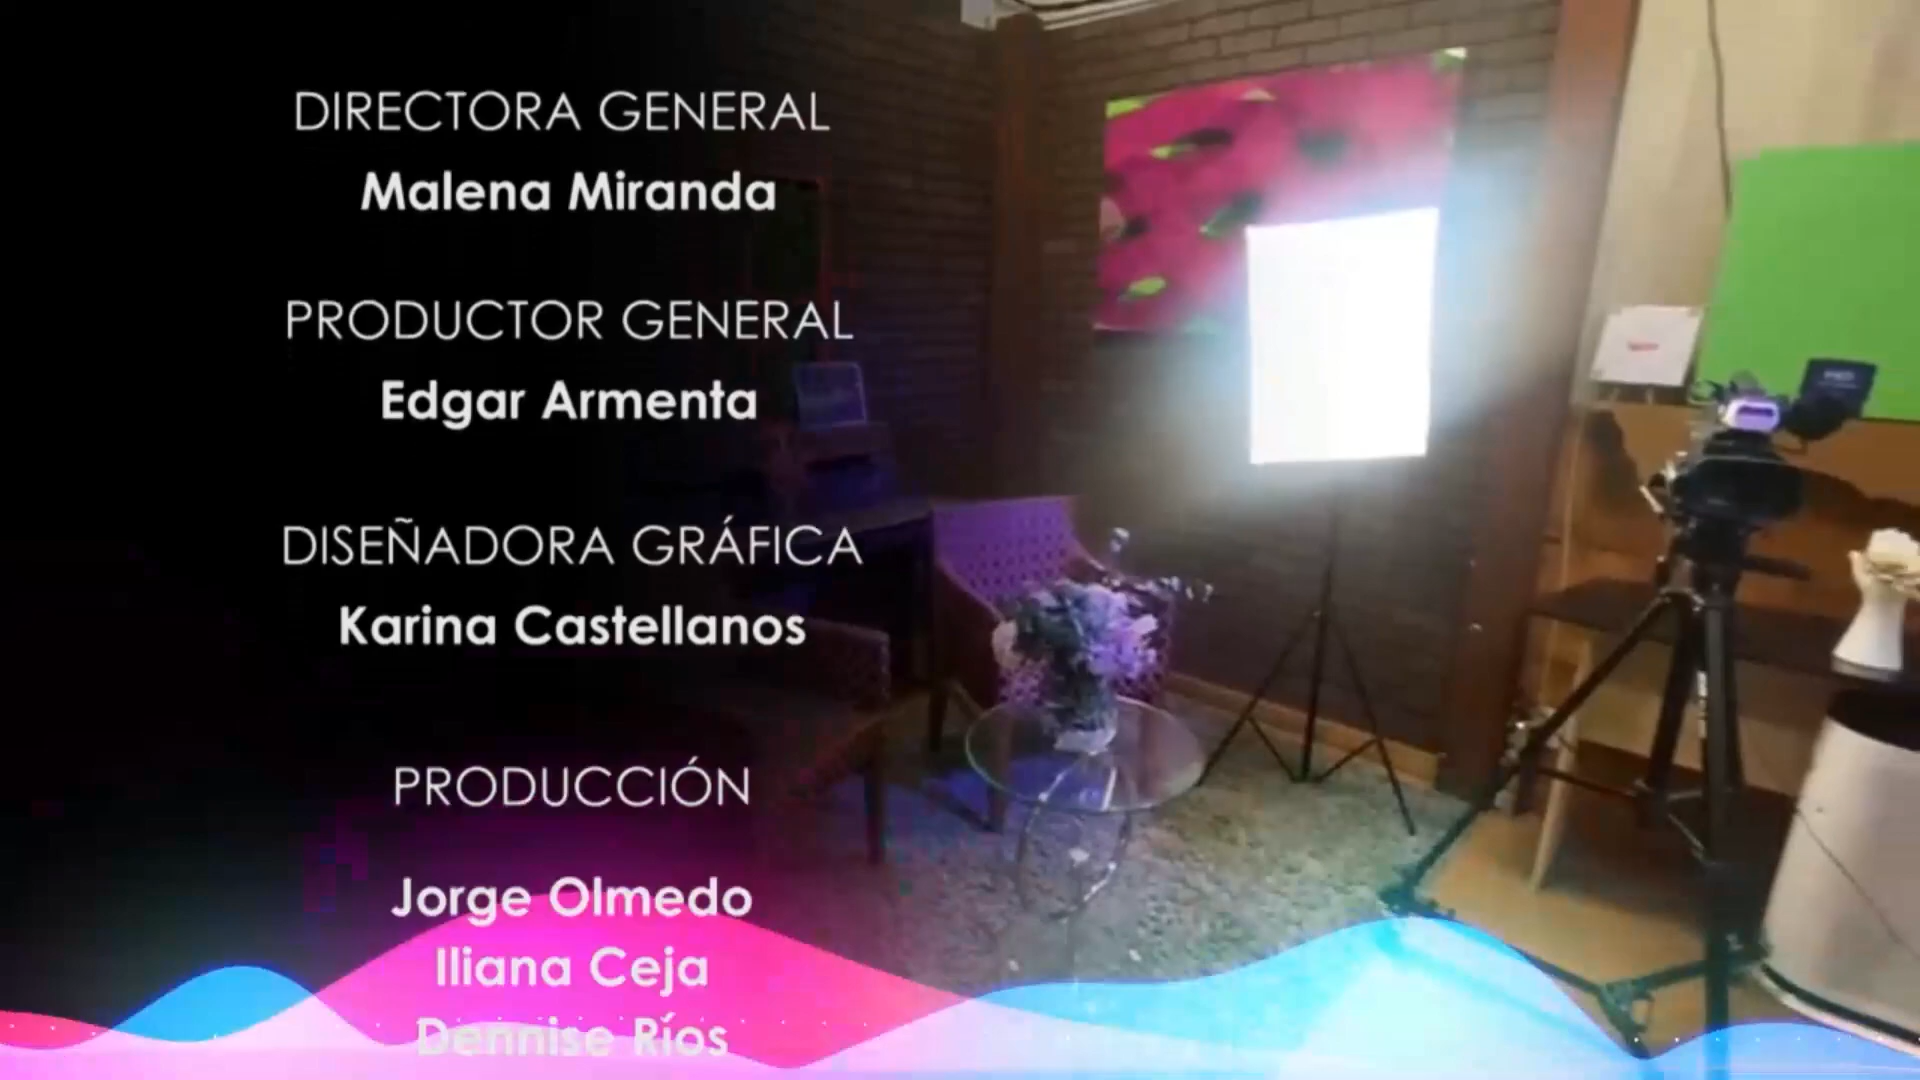 DIRECTORA GENERAL
Malena Miranda
PRODUCTOR GENERAL
Edgar Armenta
DISEÑADORA GRÁFICA
Karina Castellanos
PRODUCCIÓN
Jorge Olmedo
Iliana Ceja
Dennise Ríos